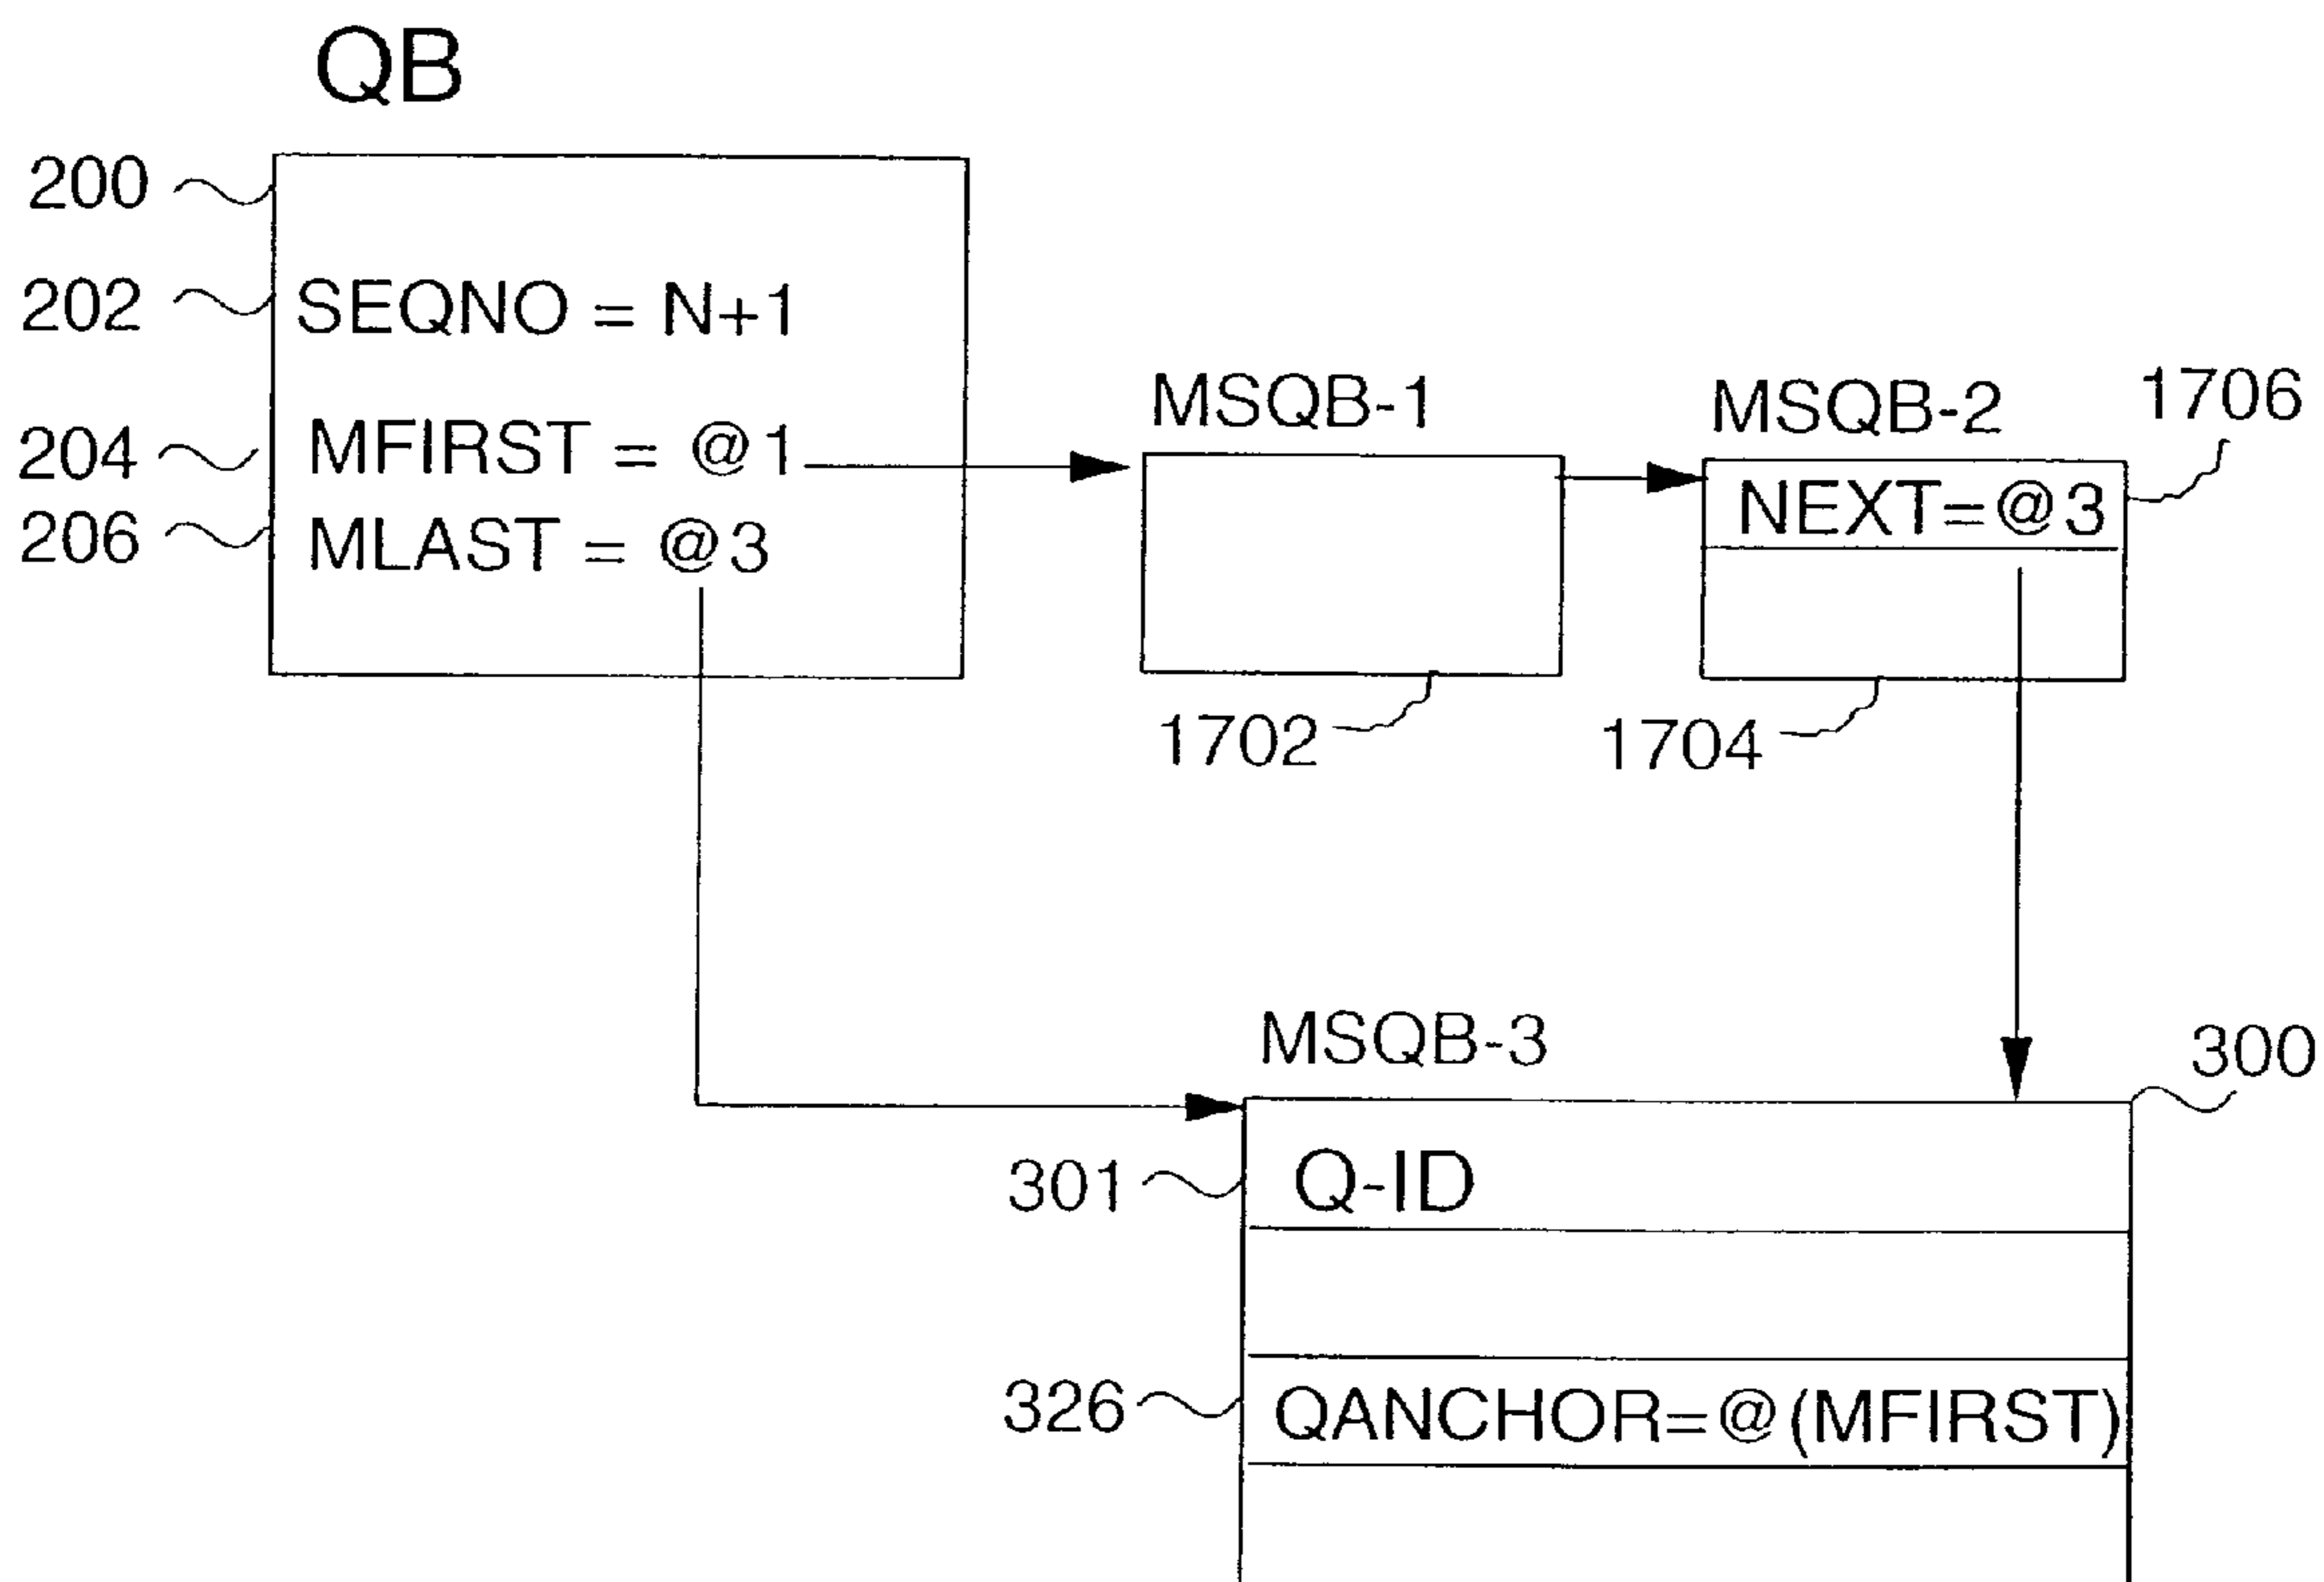 QB
200
202 SEQNO = N+1
204 MFIRST = @1
206 MLAST = @3
MSQB-1
1702
MSQB-2
1706
NEXT=@3
1704
MSQB-3
300
301 Q-ID
326 QANCHOR=@(MFIRST)